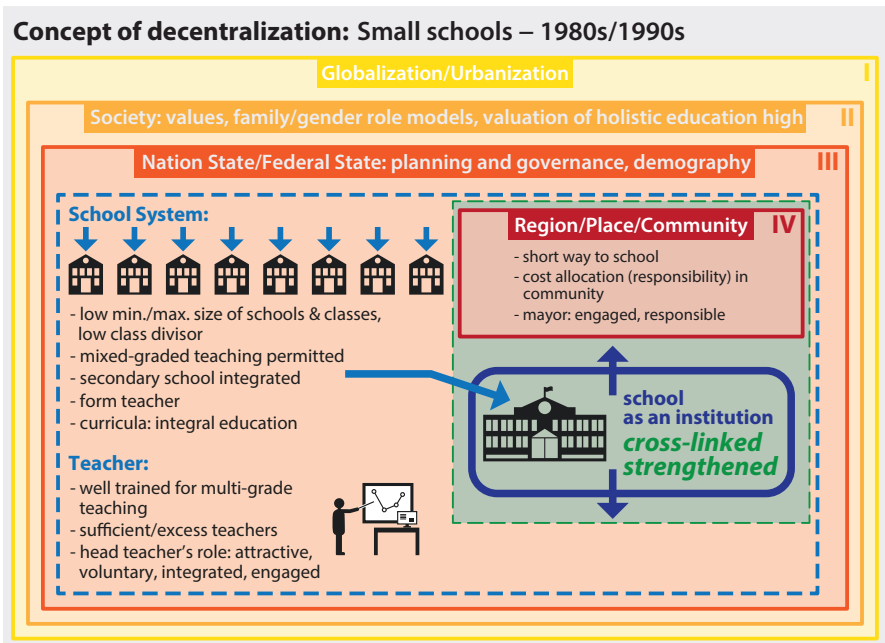 Concept of decentralization: Small schools – 1980s/1990s
Globalization/Urbanization
I
Society: values, family/gender role models, valuation of holistic education high
II
Nation State/Federal State: planning and governance, demography
III
School System:
- low min./max. size of schools & classes,
low class divisor
- mixed-graded teaching permitted
- secondary school integrated
- form teacher
- curricula: integral education
Teacher:
- well trained for multi-grade
teaching
- sufficient/excess teachers
- head teacher's role: attractive,
voluntary, integrated, engaged
Region/Place/Community
IV
- short way to school
- cost allocation (responsibility) in
community
- mayor: engaged, responsible
school
as an institution
cross-linked
strengthened